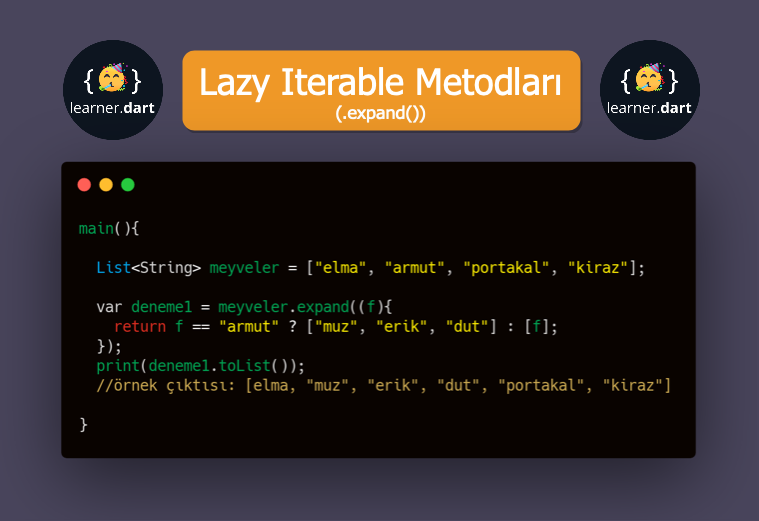 {🥳}
learner.dart
Lazy Iterable Metodları
(.expand())
{🥳}
learner.dart
main(){
List<String> meyveler = ["elma", "armut", "portakal", "kiraz"];
var deneme1 = meyveler.expand((f){
return f == "armut" ? ["muz", "erik", "dut"] : [f];
});
print(deneme1.toList());
//örnek çıktısı: [elma, "muz", "erik", "dut", "portakal", "kiraz"]
}